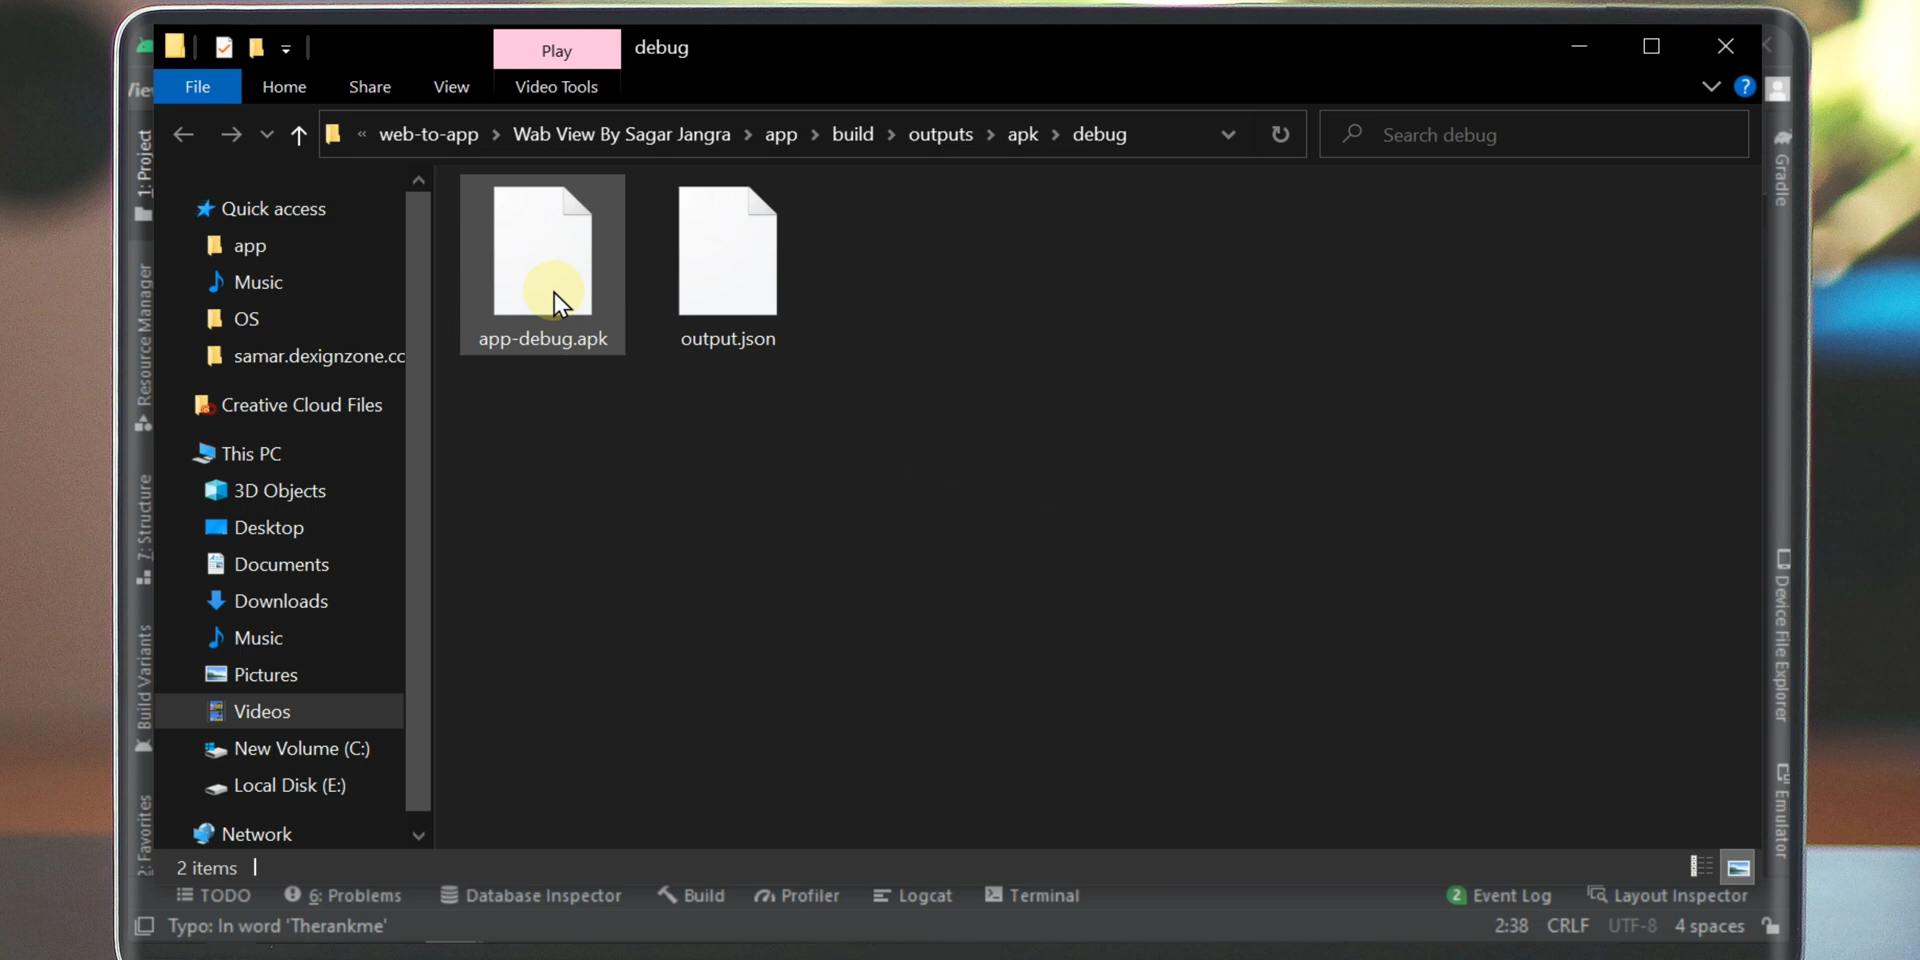 Play
debug
File
Home
Share
View
Video Tools
?
« web-to-app > Wab View By Sagar Jangra > app > build > outputs > apk > debug
Search debug
Quick access
app
Music
OS
samar.dexignzone.cc
Creative Cloud Files
This PC
3D Objects
Desktop
Documents
Downloads
Music
Pictures
Videos
New Volume (C:)
Local Disk (E:)
Network
app-debug.apk
output.json
2 items
1: Project
Resource Manager
7: Structure
Build Variants
2: Favorites
Gradle
Device File Explorer
Emulator
TODO
6: Problems
Database Inspector
Build
Profiler
Logcat
Terminal
2 Event Log
Layout Inspector
Typo: In word 'Therankme'
2:38
CRLF
UTF-8
4 spaces